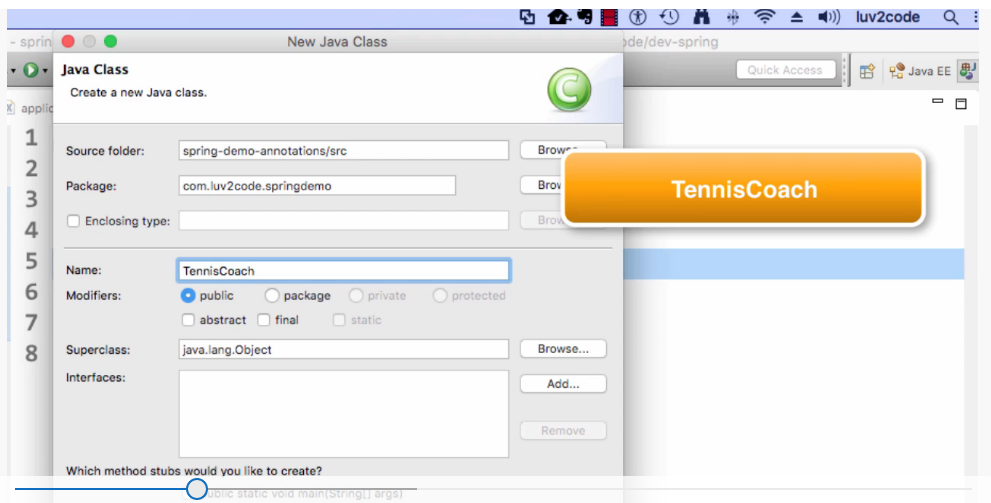 luv2code
- sprin
New Java Class
ode/dev-spring
Java Class
Create a new Java class.
Quick Access
Java EE
applic
1
2
3
4
5
6
7
8
Source folder:
spring-demo-annotations/src
Browse...
Package:
com.luv2code.springdemo
Brow
TennisCoach
Enclosing type:
Brow
Name:
TennisCoach
Modifiers:
public
package
private
protected
abstract
final
static
Superclass:
java.lang.Object
Browse...
Interfaces:
Add...
Remove
Which method stubs would you like to create?
public static void main(String[] args)